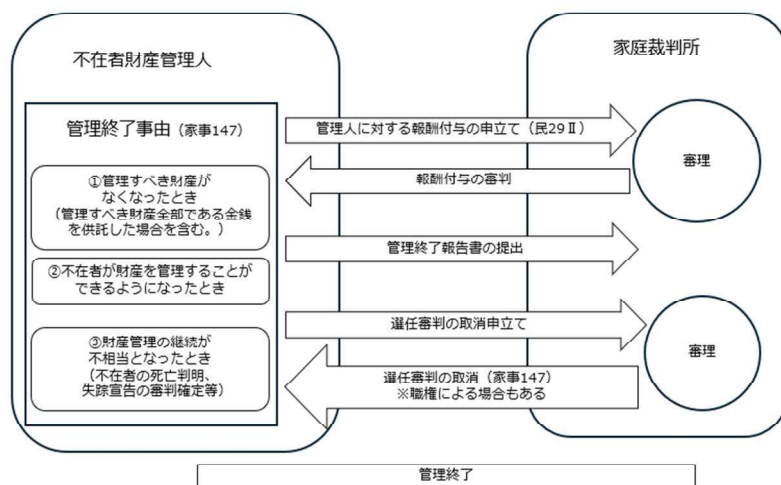 不在者財産管理人
家庭裁判所
管理終了事由（家事147）
①管理すべき財産が
なくなったとき
（管理すべき財産全部である金銭
を供託した場合を含む。）
②不在者が財産を管理することが
できるようになったとき
③財産管理の継続が
不相当となったとき
（不在者の死亡判明、
失踪宣告の審判確定等）
管理人に対する報酬付与の申立て（民29Ⅱ）
審理
報酬付与の審判
管理終了報告書の提出
選任審判の取消申立て
審理
選任審判の取消（家事147）
※職権による場合もある
管理終了